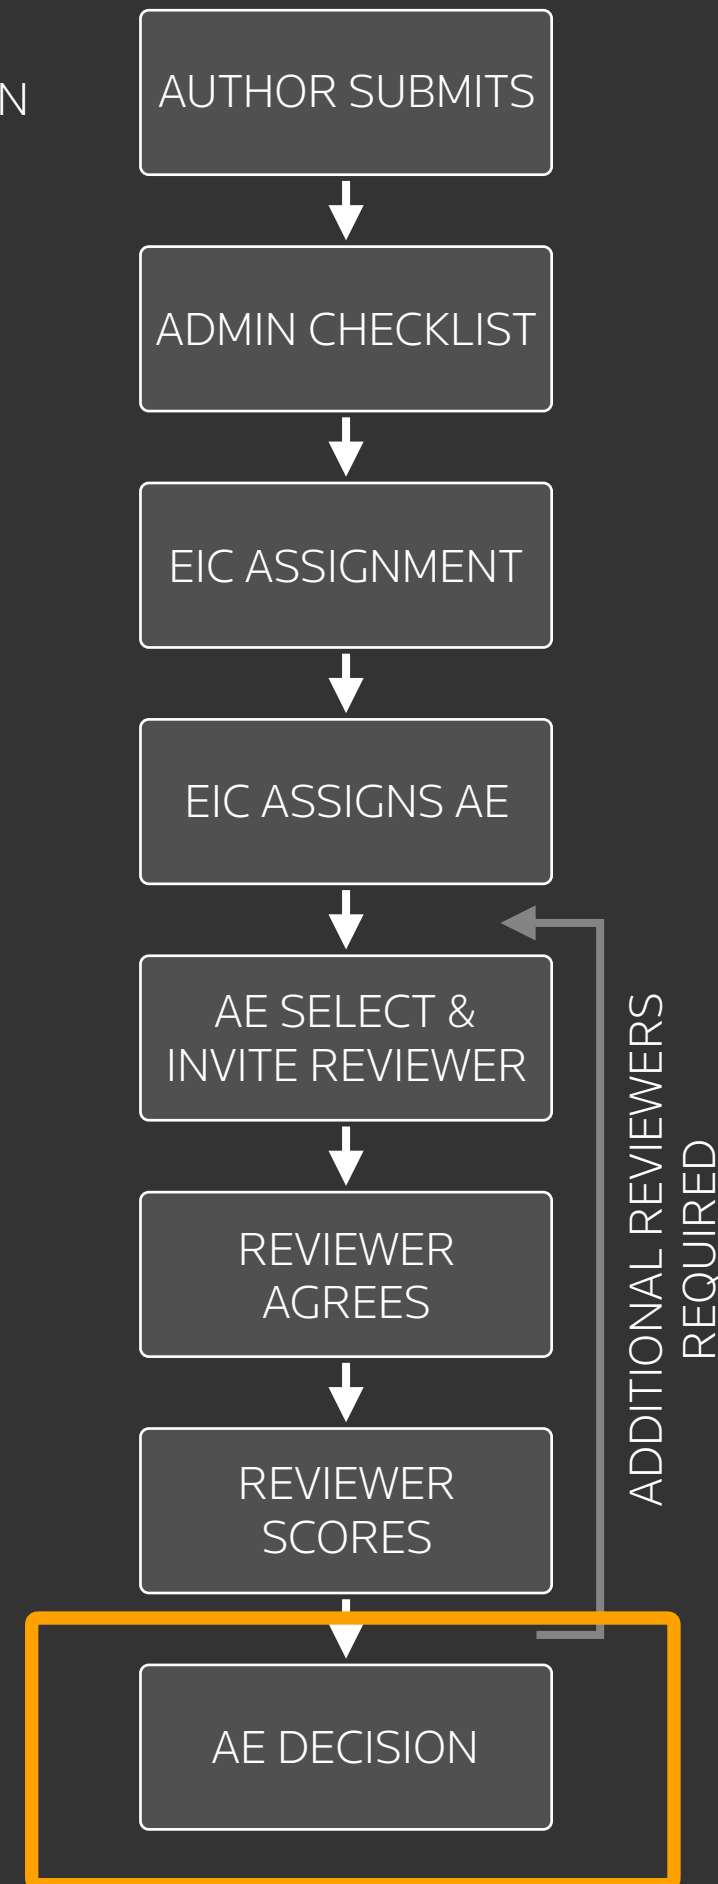 N
AUTHOR SUBMITS
ADMIN CHECKLIST
EIC ASSIGNMENT
EIC ASSIGNS AE
AE SELECT &
INVITE REVIEWER
REVIEWER
AGREES
REVIEWER
SCORES
ADDITIONAL REVIEWERS
REQUIRED
AE DECISION